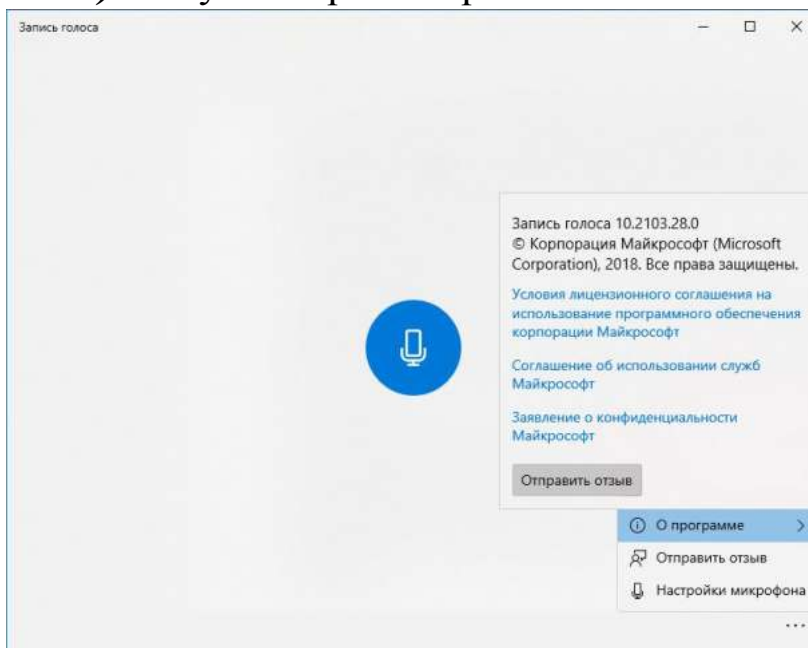 Запись голоса
Запись голоса 10.2103.28.0
© Корпорация Майкрософт (Microsoft
Corporation), 2018. Все права защищены.
Условия лицензионного соглашения на
использование программного обеспечения
корпорации Майкрософт
Соглашение об использовании служб
Майкрософт
Заявление о конфиденциальности
Майкрософт
Отправить отзыв
О программе
Отправить отзыв
Настройки микрофона